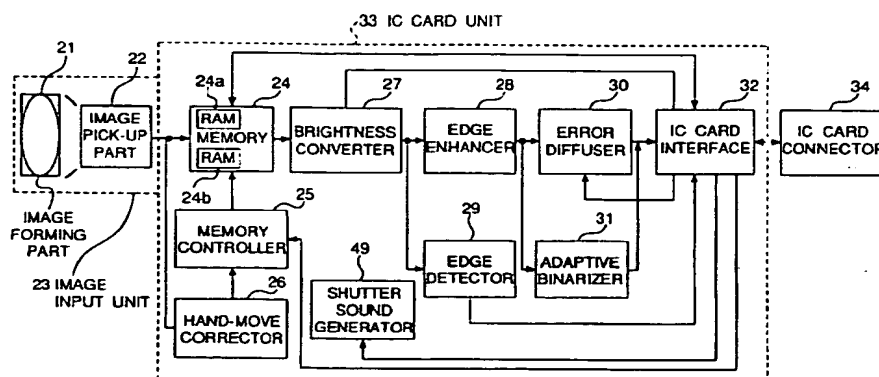 33 IC CARD UNIT
21
22
24a
24
27
28
30
32
34
IMAGE
PICK-UP
PART
RAM
MEMORY
RAM
BRIGHTNESS
CONVERTER
EDGE
ENHANCER
ERROR
DIFFUSER
IC CARD
INTERFACE
IC CARD
CONNECTOR
24b
25
29
31
IMAGE
FORMING
PART
MEMORY
CONTROLLER
49
EDGE
DETECTOR
ADAPTIVE
BINARIZER
23 IMAGE
INPUT UNIT
26
HAND-MOVE
CORRECTOR
SHUTTER
SOUND
GENERATOR